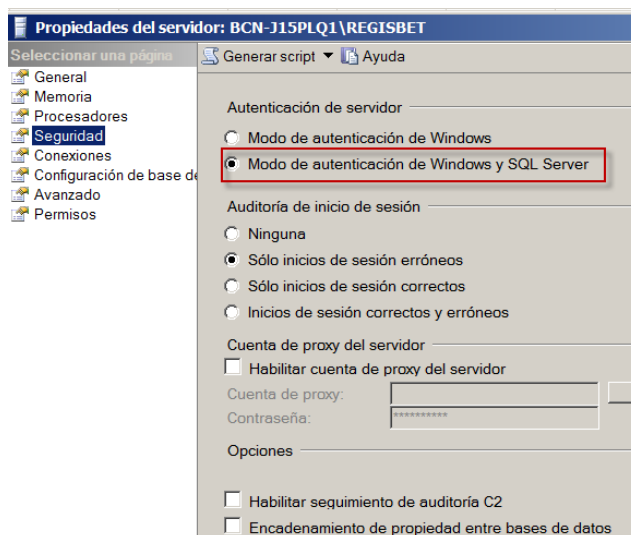 Propiedades del servidor: BCN-J15PLQ1\REGISBET
Seleccionar una página
Generar script
Ayuda
General
Memoria
Procesadores
Seguridad
Conexiones
Configuración de base de
Avanzado
Permisos
Autenticación de servidor
Modo de autenticación de Windows
Modo de autenticación de Windows y SQL Server
Auditoría de inicio de sesión
Ninguna
Sólo inicios de sesión erróneos
Sólo inicios de sesión correctos
Inicios de sesión correctos y erróneos
Cuenta de proxy del servidor
Habilitar cuenta de proxy del servidor
Cuenta de proxy:
Contraseña: **********
Opciones
Habilitar seguimiento de auditoría C2
Encadenamiento de propiedad entre bases de datos